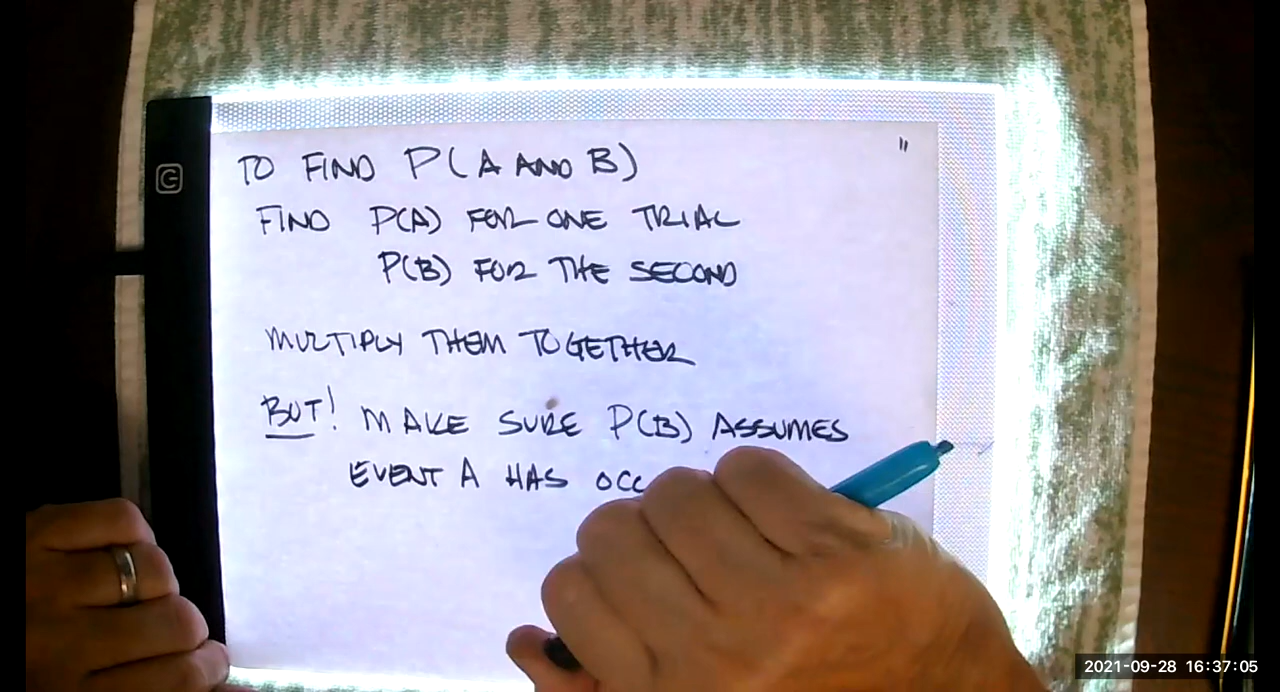 "
TO FIND P(A AND B)
FIND P(A) FOR ONE TRIAL
P(B) FOR THE SECOND
MULTIPLY THEM TOGETHER
BUT! MAKE SURE P(B) ASSUMES
EVENT A HAS OCC
2021-09-28 16:37:05